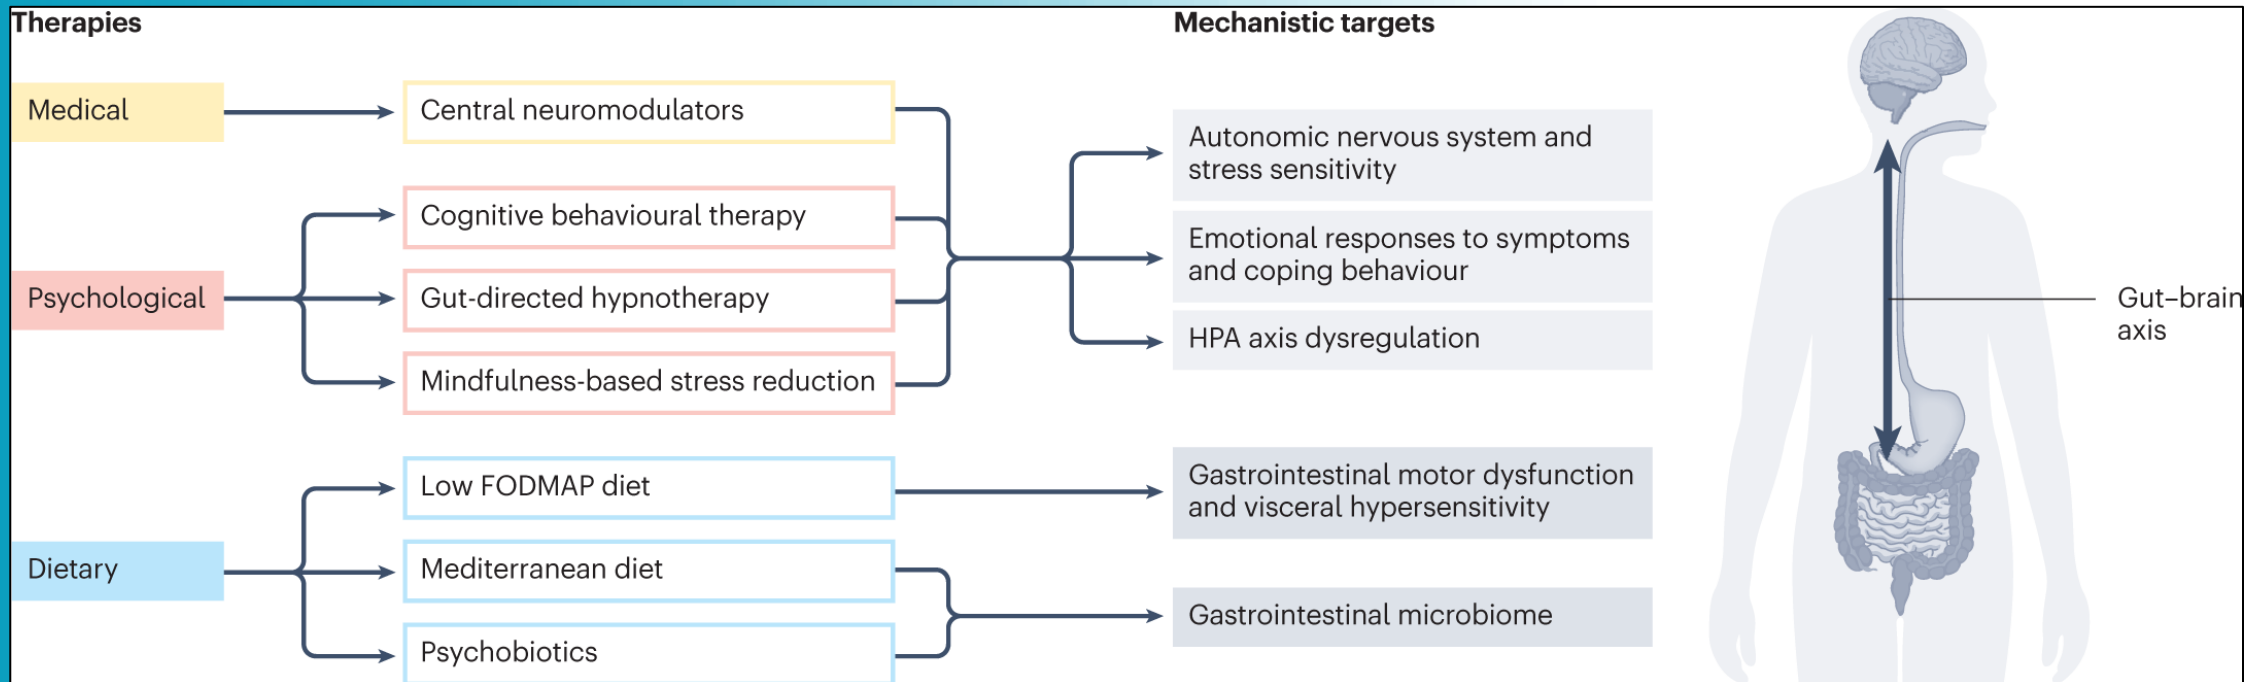 Therapies
Mechanistic targets
Medical
Central neuromodulators
Psychological
Cognitive behavioural therapy
Gut-directed hypnotherapy
Mindfulness-based stress reduction
Dietary
Low FODMAP diet
Mediterranean diet
Psychobiotics
Autonomic nervous system and
stress sensitivity
Emotional responses to symptoms
and coping behaviour
HPA axis dysregulation
Gastrointestinal motor dysfunction
and visceral hypersensitivity
Gastrointestinal microbiome
Gut–brain
axis